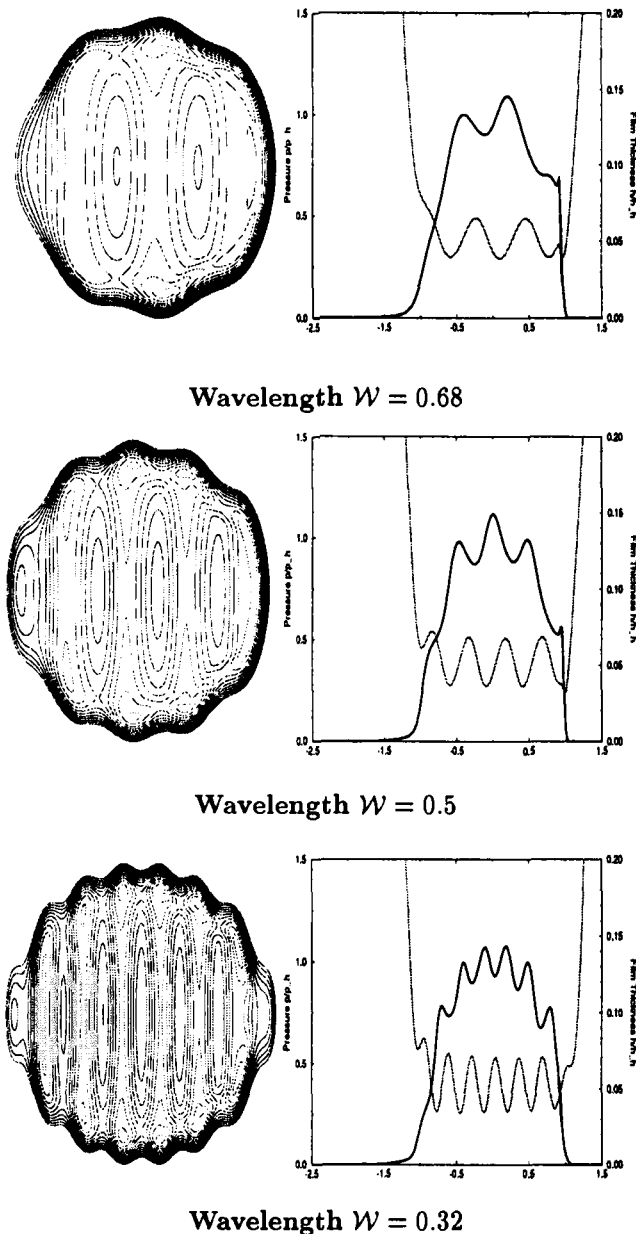 1.5
1.0
0.5
0.0
Pressure p/p_h
0.20
0.15
0.10
0.05
0.00
Film Thickness h/h_h
-2.5 -1.5 -0.5 0.5 1.5
Wavelength 𝒲 = 0.68
1.5
1.0
0.5
0.0
Pressure p/p_h
0.20
0.15
0.10
0.05
0.00
Film Thickness h/h_h
-2.5 -1.5 -0.5 0.5 1.5
Wavelength 𝒲 = 0.5
1.5
1.0
0.5
0.0
Pressure p/p_h
0.20
0.15
0.10
0.05
0.00
Film Thickness h/h_h
-2.5 -1.5 -0.5 0.5 1.5
Wavelength 𝒲 = 0.32